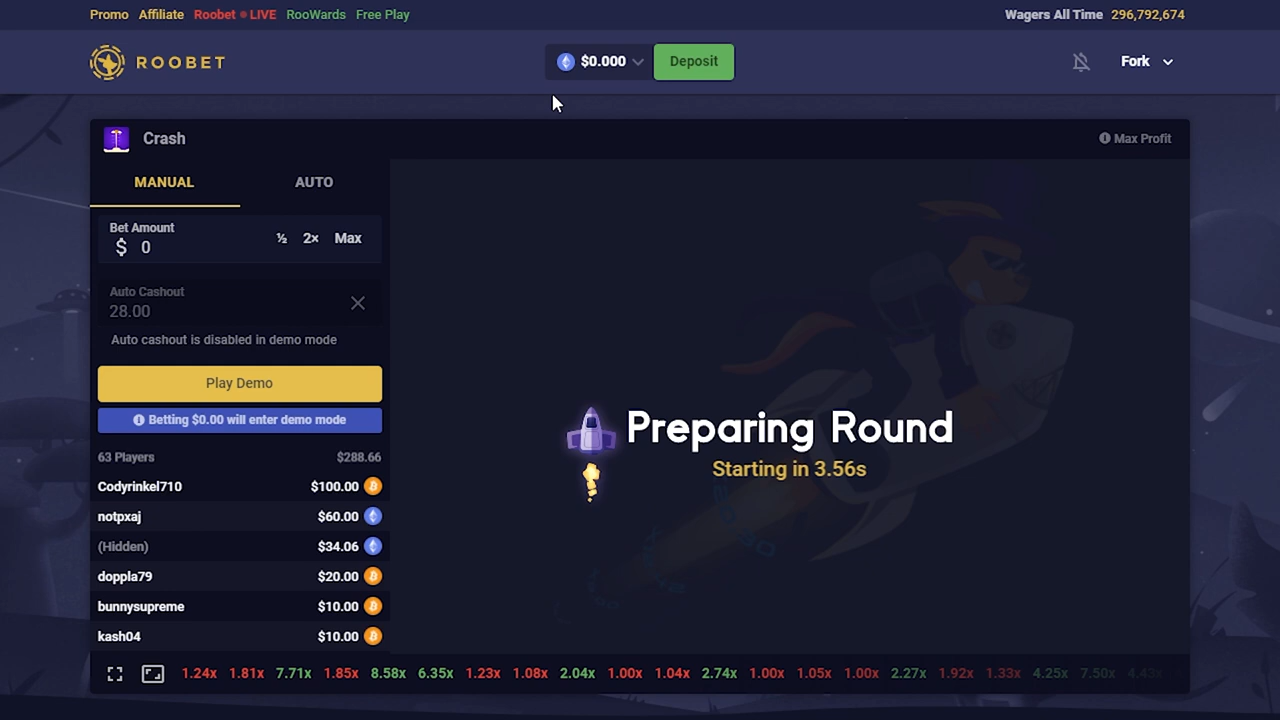 Promo Affiliate Roobet LIVE RooWards Free Play Wagers All Time 296,792,674
ROOBET $0.000 Deposit Fork
Crash Max Profit
MANUAL AUTO
Bet Amount
$ 0 ½ 2× Max
Auto Cashout
28.00
Auto cashout is disabled in demo mode
Play Demo
Betting $0.00 will enter demo mode
63 Players $288.66
Codyrinkel710 $100.00
notpxaj $60.00
(Hidden) $34.06
doppla79 $20.00
bunnysupreme $10.00
kash04 $10.00
Preparing Round
Starting in 3.56s
1.24x 1.81x 7.71x 1.85x 8.58x 6.35x 1.23x 1.08x 2.04x 1.00x 1.04x 2.74x 1.00x 1.05x 1.00x 2.27x 1.92x 1.33x 4.25x 7.50x 4.43x